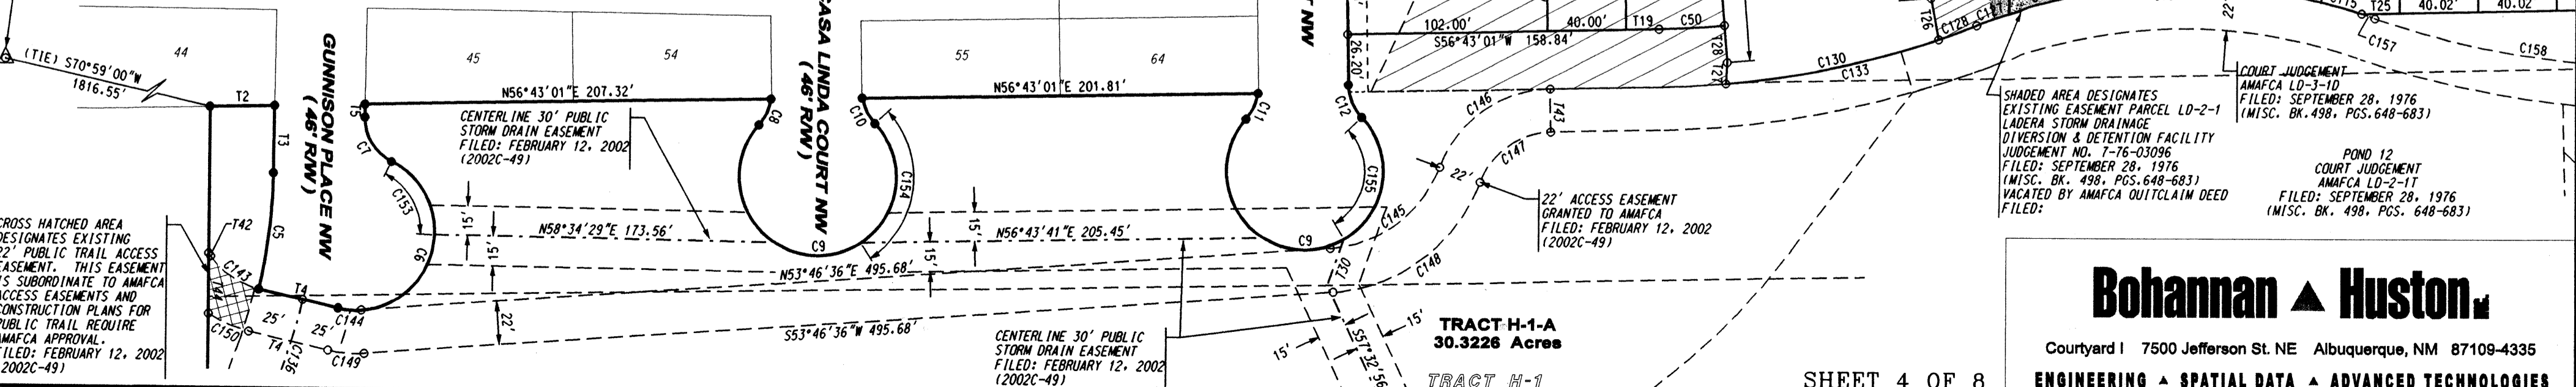 (TIE) S70°59'00"W
1816.55'
44
T2
T3
C5
T42
C143
T44
C150
T4
25'
25'
T4
C136
C144
C149
CROSS HATCHED AREA
DESIGNATES EXISTING
22' PUBLIC TRAIL ACCESS
EASEMENT. THIS EASEMENT
IS SUBORDINATE TO AMAFCA
ACCESS EASEMENTS AND
CONSTRUCTION PLANS FOR
PUBLIC TRAIL REQUIRE
AMAFCA APPROVAL.
FILED: FEBRUARY 12, 2002
(2002C-49)
GUNNISON PLACE NW
(46' R/W)
T5
C7
C153
C6
45
54
N56°43'01"E 207.32'
CENTERLINE 30' PUBLIC
STORM DRAIN EASEMENT
FILED: FEBRUARY 12, 2002
(2002C-49)
C8
15'
15'
N58°34'29"E 173.56'
22'
CASA LINDA COURT NW
(46' R/W)
C10
C154
C9
N53°46'36"E 495.68'
S53°46'36"W 495.68'
55
64
N56°43'01"E 201.81'
15'
15'
N56°43'41"E 205.45'
C11
C9
NW
26.20'
C12
C155
C145
T30
C148
CENTERLINE 30' PUBLIC
STORM DRAIN EASEMENT
FILED: FEBRUARY 12, 2002
(2002C-49)
15'
15'
S57°32'56
102.00'
40.00'
T19
C50
S56°43'01"W 158.84'
T28
T27
C146
T43
C147
22'
22' ACCESS EASEMENT
GRANTED TO AMAFCA
FILED: FEBRUARY 12, 2002
(2002C-49)
TRACT H-1-A
30.3226 Acres
TRACT H-1
C130
C133
T26
C128
C127
22'
C115
T25
40.02'
40.02
C157
C158
SHADED AREA DESIGNATES
EXISTING EASEMENT PARCEL LD-2-1
LADERA STORM DRAINAGE
DIVERSION & DETENTION FACILITY
JUDGEMENT NO. 7-76-03096
FILED: SEPTEMBER 28, 1976
(MISC. BK. 498, PGS.648-683)
VACATED BY AMAFCA QUITCLAIM DEED
FILED:
COURT JUDGEMENT
AMAFCA LD-3-1D
FILED: SEPTEMBER 28, 1976
(MISC. BK.498, PGS.648-683)
POND 12
COURT JUDGEMENT
AMAFCA LD-2-1T
FILED: SEPTEMBER 28, 1976
(MISC. BK. 498, PGS. 648-683)
SHEET 4 OF 8
Bohannan ▲ Huston INC.
Courtyard I 7500 Jefferson St. NE Albuquerque, NM 87109-4335
ENGINEERING ▲ SPATIAL DATA ▲ ADVANCED TECHNOLOGIES